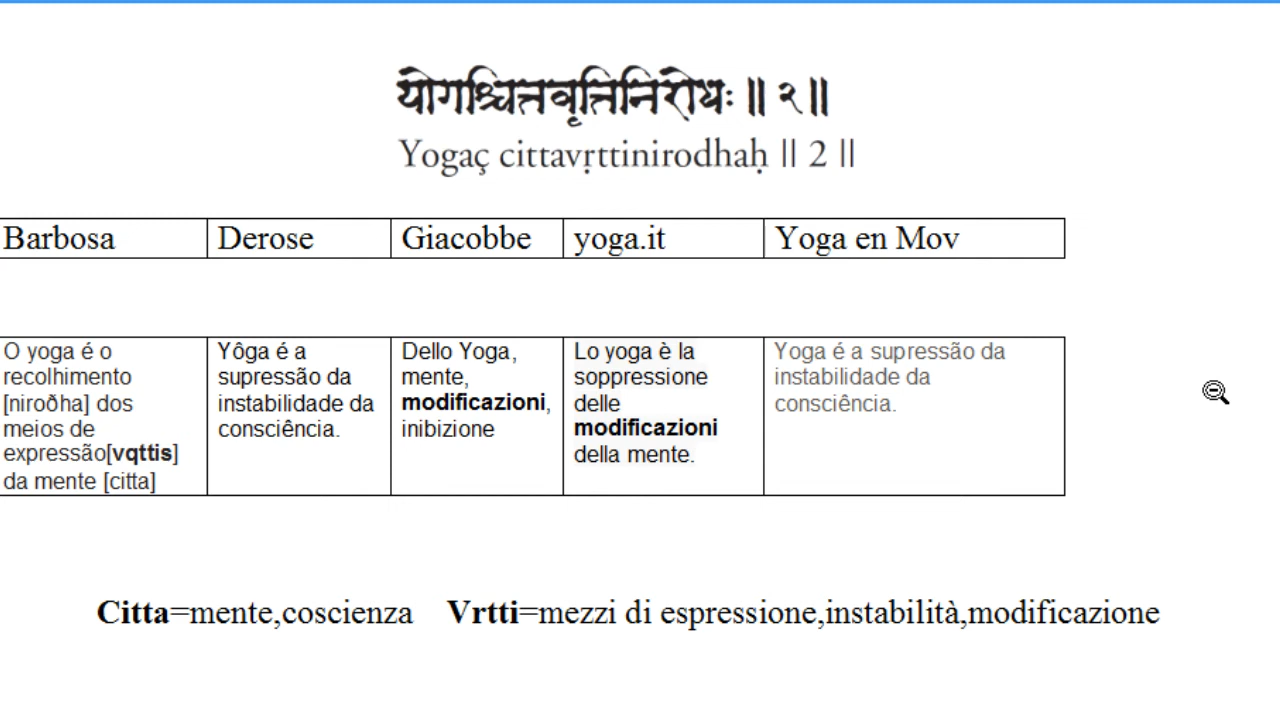 योगश्चित्तवृत्तिनिरोधः ॥ २ ॥
Yogaç cittavṛttinirodhaḥ || 2 ||
Barbosa Derose Giacobbe yoga.it Yoga en Mov
O yoga é o
recolhimento
[niroðha] dos
meios de
expressão[vqttis]
da mente [citta]
Yôga é a
supressão da
instabilidade da
consciência.
Dello Yoga,
mente,
modificazioni,
inibizione
Lo yoga è la
soppressione
delle
modificazioni
della mente.
Yoga é a supressão da
instabilidade da
consciência.
Citta=mente,coscienza Vrtti=mezzi di espressione,instabilità,modificazione